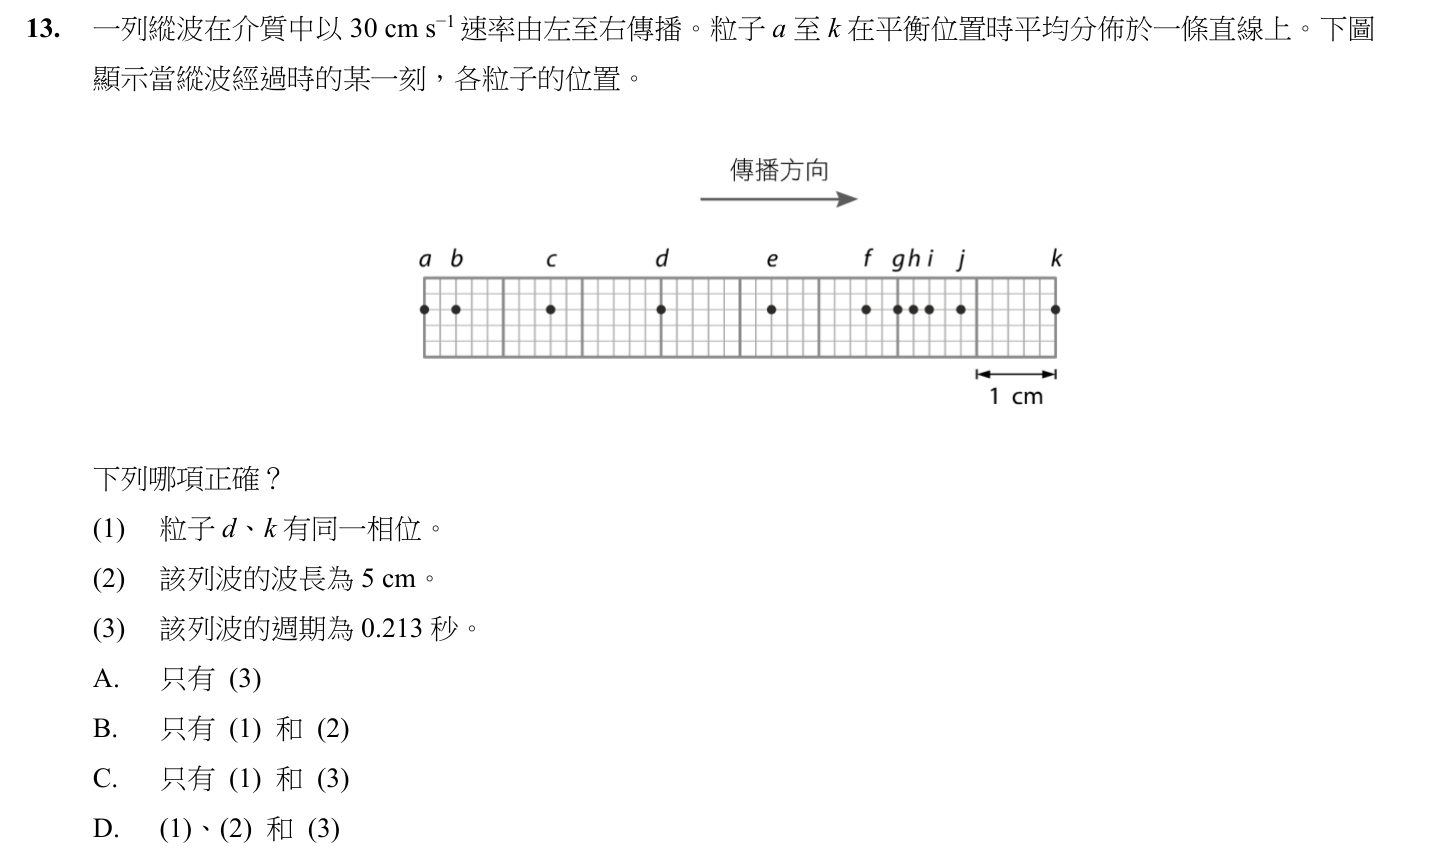 13. 一列縱波在介質中以 30 cm s⁻¹ 速率由左至右傳播。粒子 a 至 k 在平衡位置時平均分佈於一條直線上。下圖
顯示當縱波經過時的某一刻，各粒子的位置。
傳播方向
a b c d e f g h i j k
1 cm
下列哪項正確？
(1) 粒子 d、k 有同一相位。
(2) 該列波的波長為 5 cm。
(3) 該列波的週期為 0.213 秒。
A. 只有 (3)
B. 只有 (1) 和 (2)
C. 只有 (1) 和 (3)
D. (1)、(2) 和 (3)